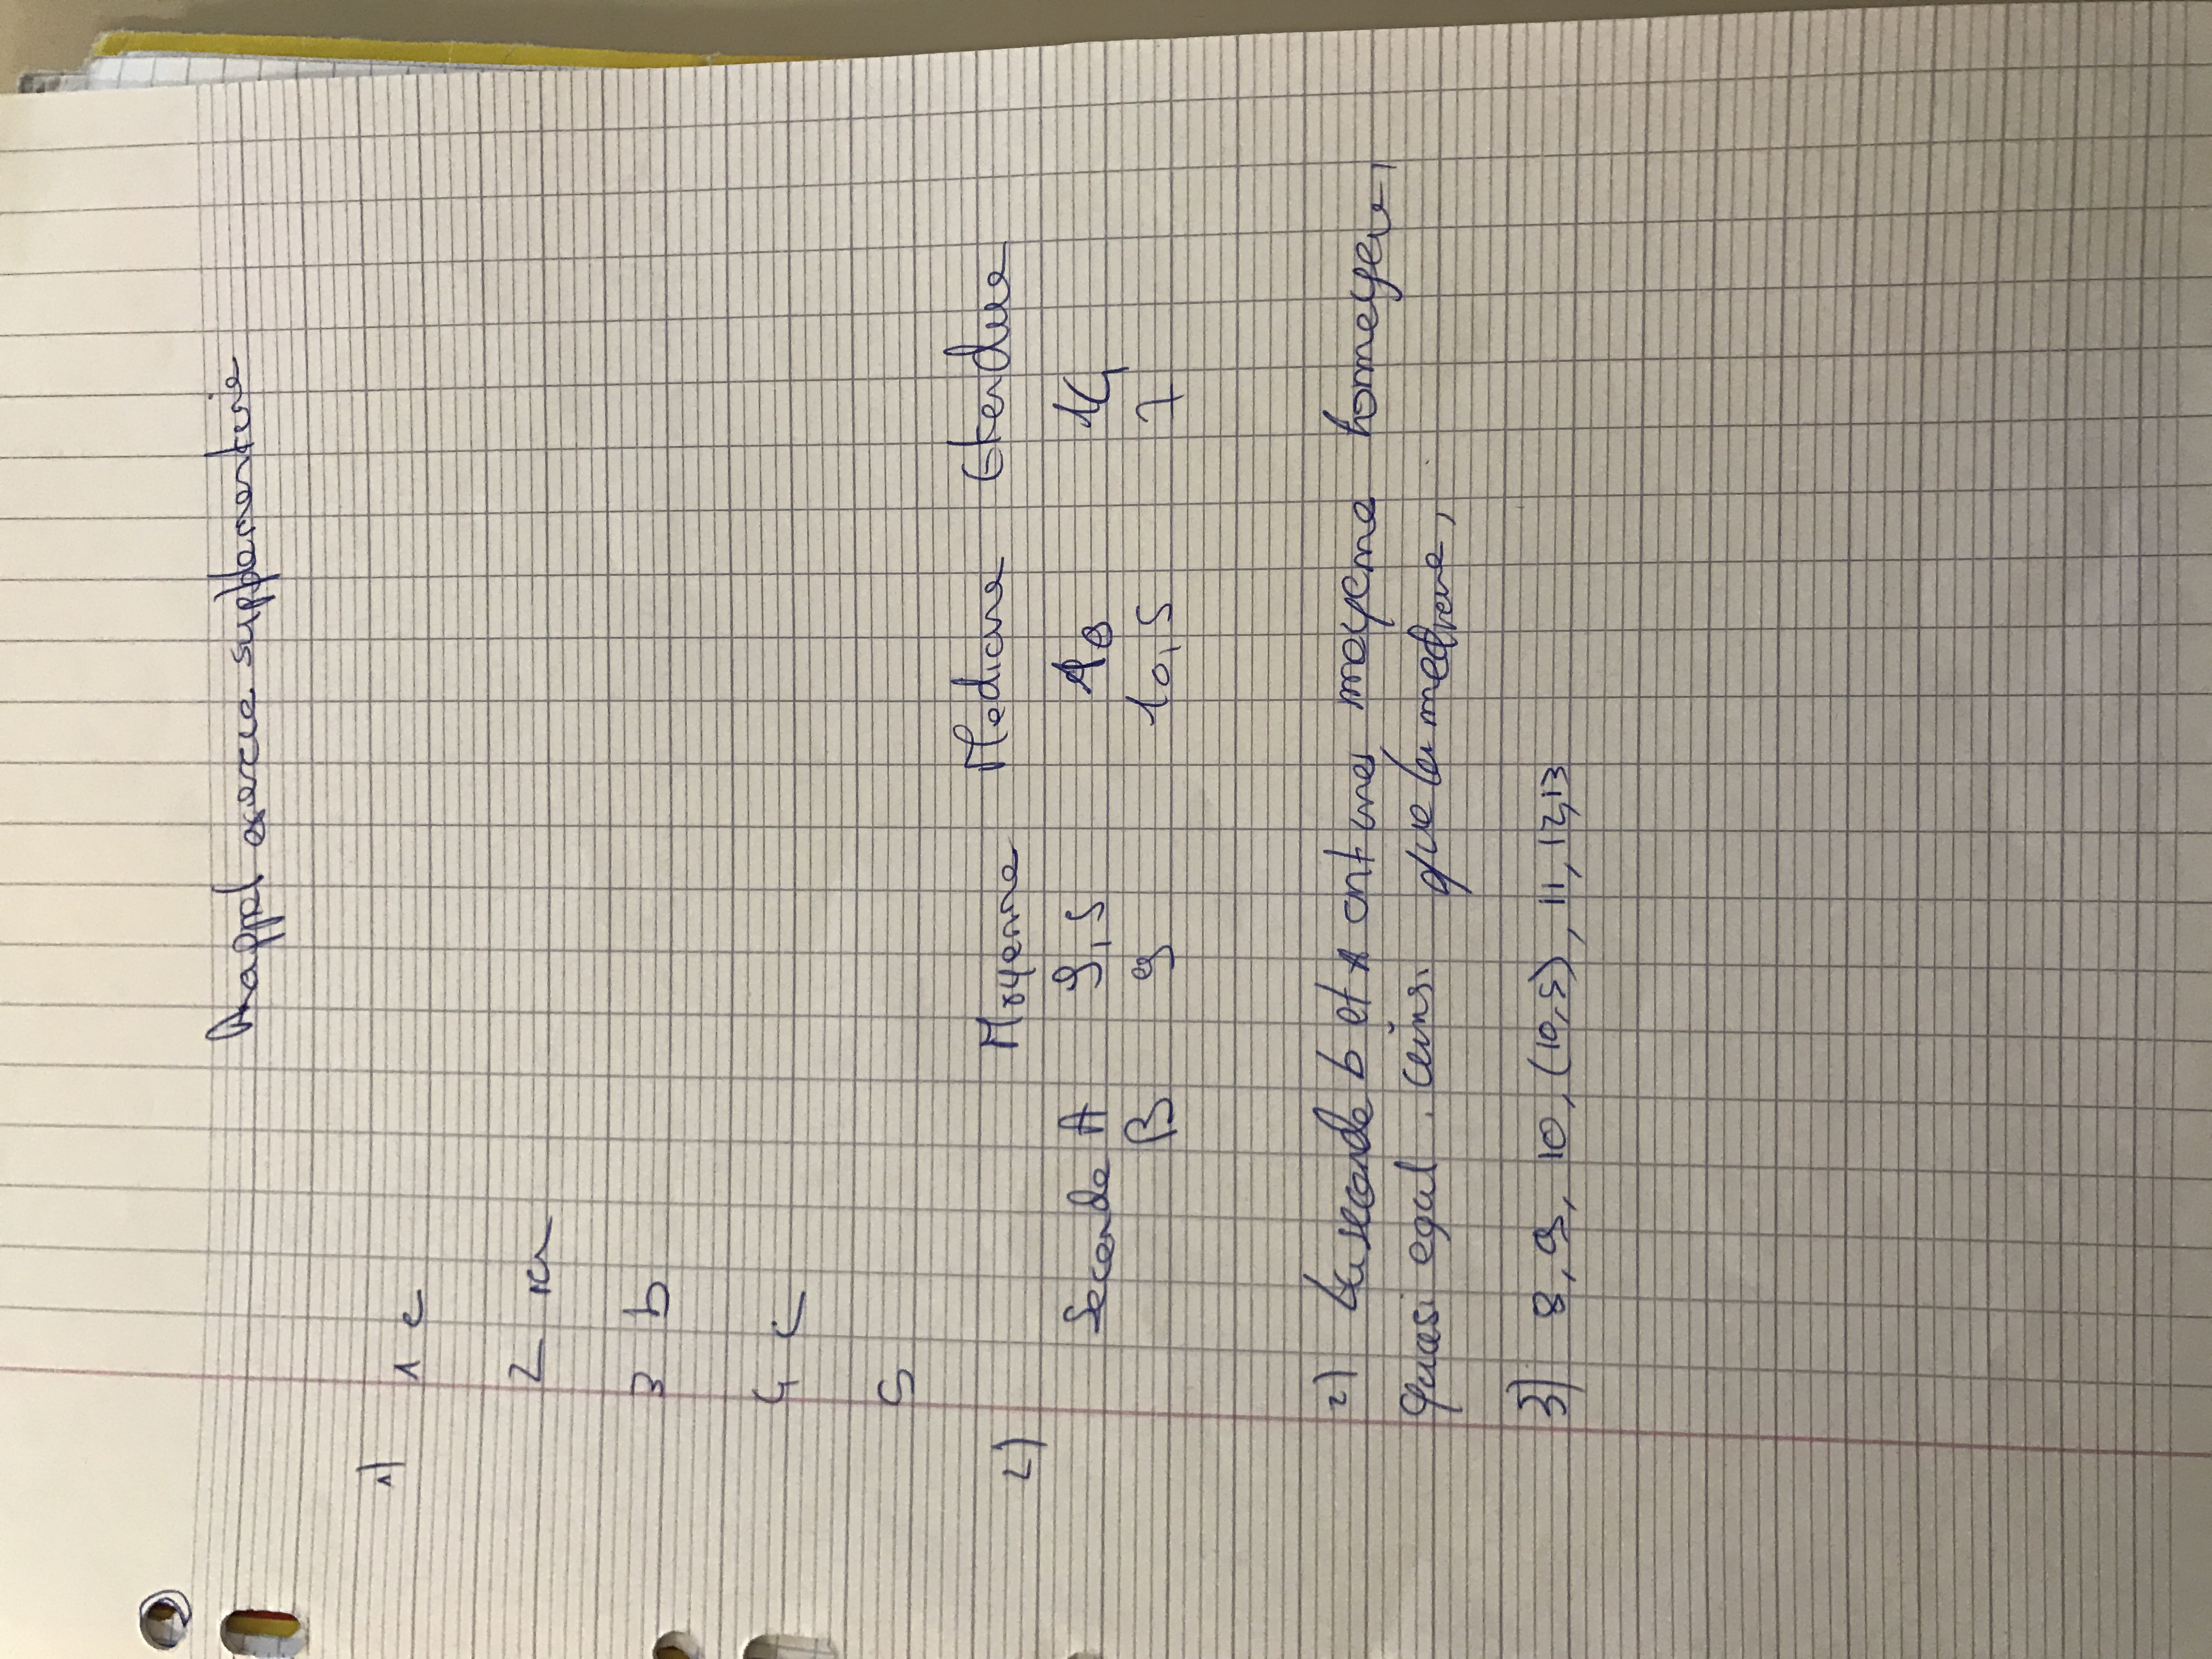 Rappel exercice supplementaire
1)
1 c
2 a
3 b
4 c
5
2) Moyenne Mediane Etendue
Seconde A 9,5 10 14
B 9 10,5 7
2) La seconde b et A ont une moyenne homogene,
quasi egal. ainsi que la mediane,
3) 8, 9, 10, (10,5), 11, 12, 13